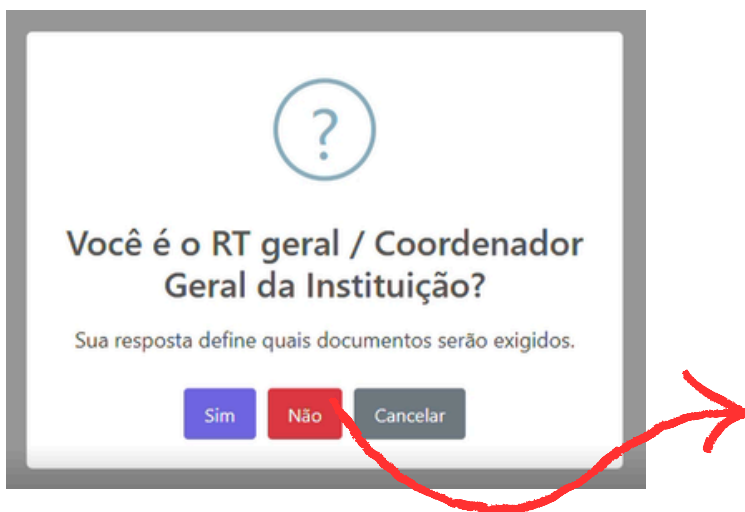 ?
Você é o RT geral / Coordenador
Geral da Instituição?
Sua resposta define quais documentos serão exigidos.
Sim Não Cancelar